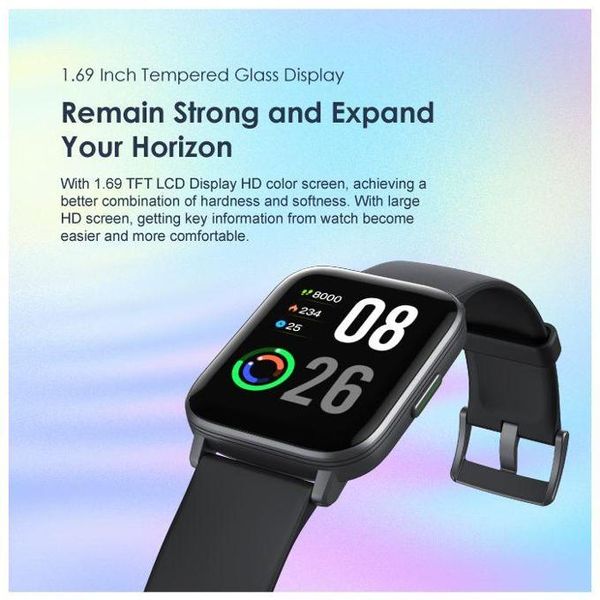 1.69 Inch Tempered Glass Display
Remain Strong and Expand
Your Horizon
With 1.69 TFT LCD Display HD color screen, achieving a
better combination of hardness and softness. With large
HD screen, getting key information from watch become
easier and more comfortable.
8000
234
25
08
26